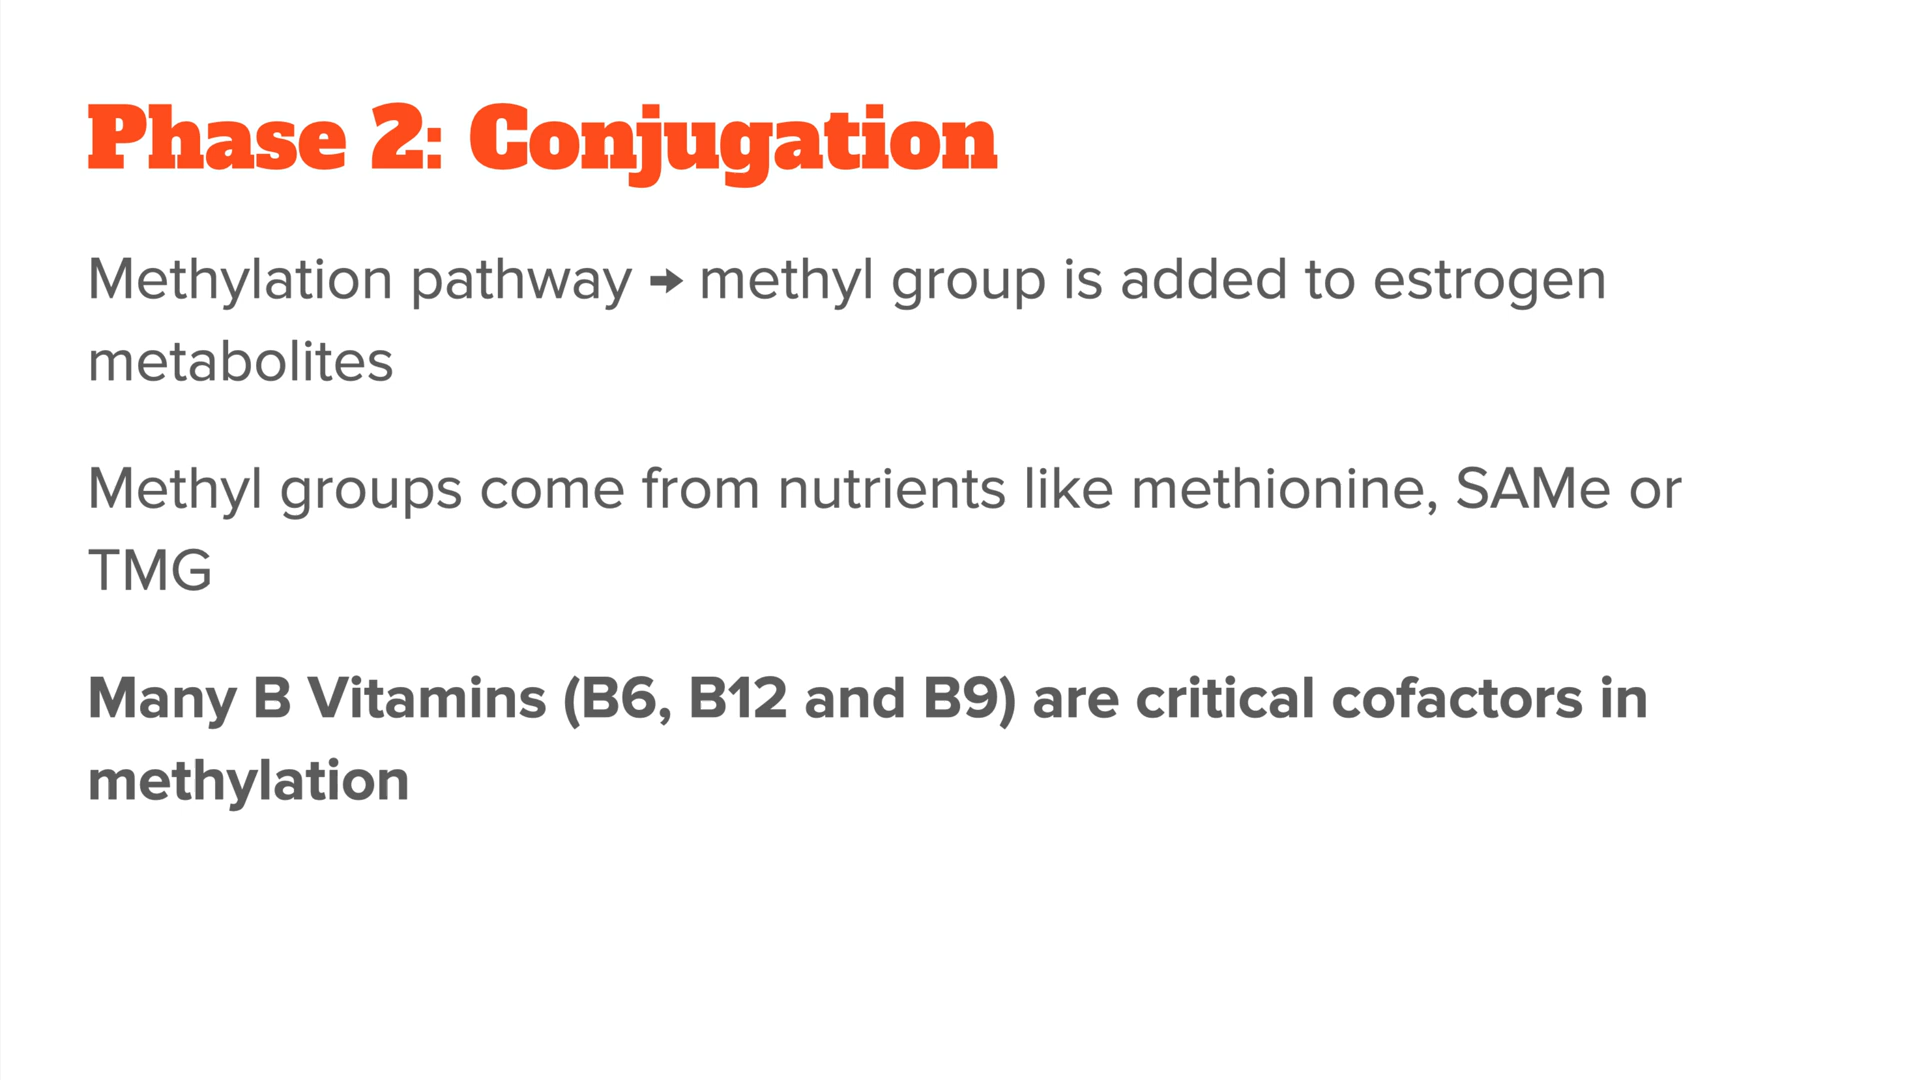 Phase 2: Conjugation
Methylation pathway → methyl group is added to estrogen
metabolites
Methyl groups come from nutrients like methionine, SAMe or
TMG
Many B Vitamins (B6, B12 and B9) are critical cofactors in
methylation